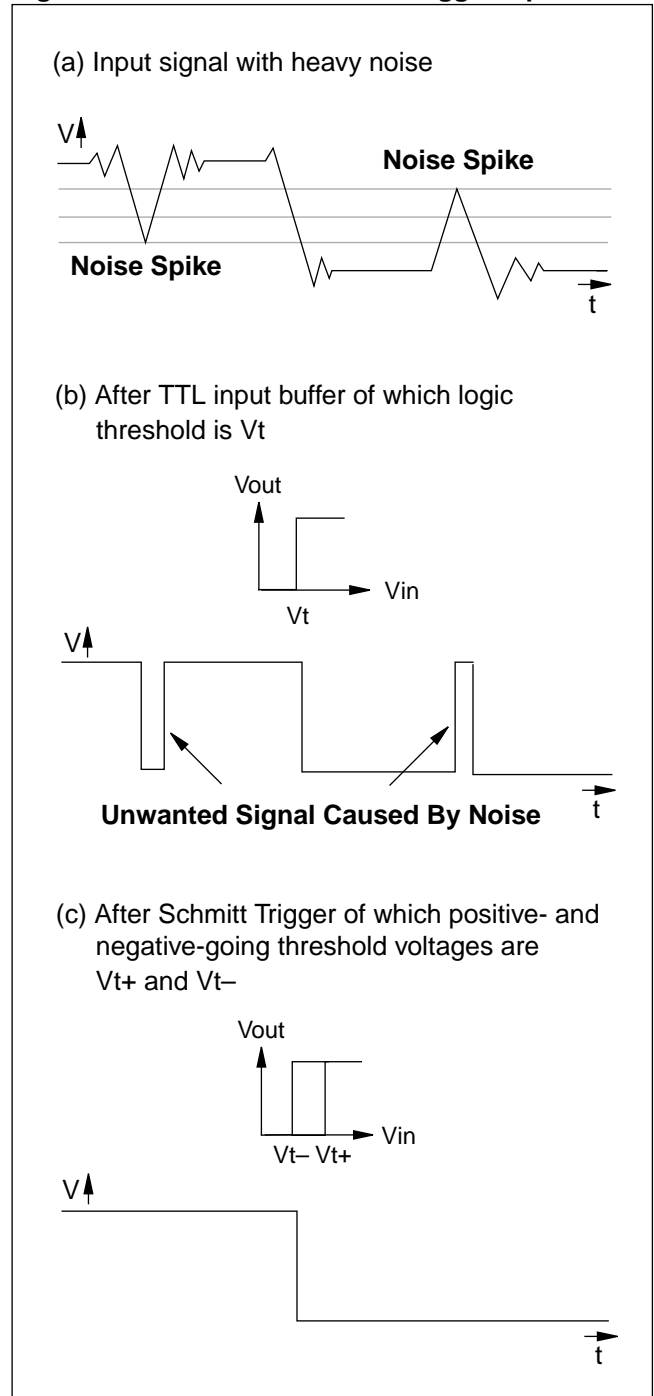 (a) Input signal with heavy noise
V
Noise Spike
Noise Spike
t
(b) After TTL input buffer of which logic
threshold is Vt
Vout
Vin
Vt
V
Unwanted Signal Caused By Noise
t
(c) After Schmitt Trigger of which positive- and
negative-going threshold voltages are
Vt+ and Vt–
Vout
Vin
Vt– Vt+
V
t